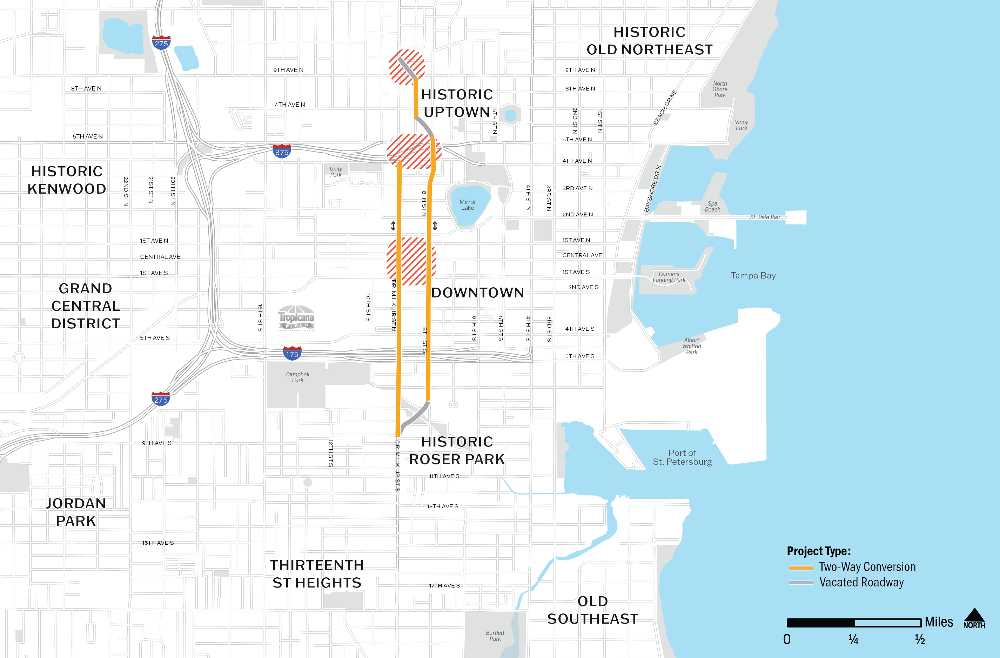 HISTORIC
OLD NORTHEAST
275
9TH AVE N
9TH AVE N
8TH AVE N
8TH AVE N
North
Shore
Park
HISTORIC
UPTOWN
7 TH AVE N
5TH ST N
2ND ST N
1ST ST N
BEACH DR NE
Vinoy
Park
5TH AVE N
5TH AVE N
375
4TH AVE N
HISTORIC
KENWOOD
Unity
Park
22ND ST N
21ST ST N
20TH ST N
8TH ST N
Mirror
Lake
4TH ST N
3RD ST N
3RD AVE N
BAYSHORE DR N
Spa
Beach
2ND AVE N
St. Pete Pier
1ST AVE N
1ST AVE N
CENTRAL AVE
CENTRAL AVE
1ST AVE S
1ST AVE S
Damens
Landing Park
Tampa Bay
GRAND
CENTRAL
DISTRICT
DR. M.L.K., JR ST N
DOWNTOWN
2ND AVE S
16TH ST S
Tropicana
FIELD
ST. PETERSBURG, FLORIDA
10TH ST S
8TH ST S
6TH ST S
5TH ST S
4TH ST S
3RD ST S
4TH AVE S
5TH AVE S
Albert
Whitted
Park
175
5TH AVE S
Campbell
Park
275
9TH AVE S
12TH ST S
DR. M.L.K., JR ST S
HISTORIC
ROSER PARK
Port of
St. Petersburg
11TH AVE S
JORDAN
PARK
13TH AVE S
15TH AVE S
THIRTEENTH
ST HEIGHTS
17TH AVE S
OLD
SOUTHEAST
Bartlett
Park
Project Type:
Two-Way Conversion
Vacated Roadway
Miles
NORTH
0 ¼ ½